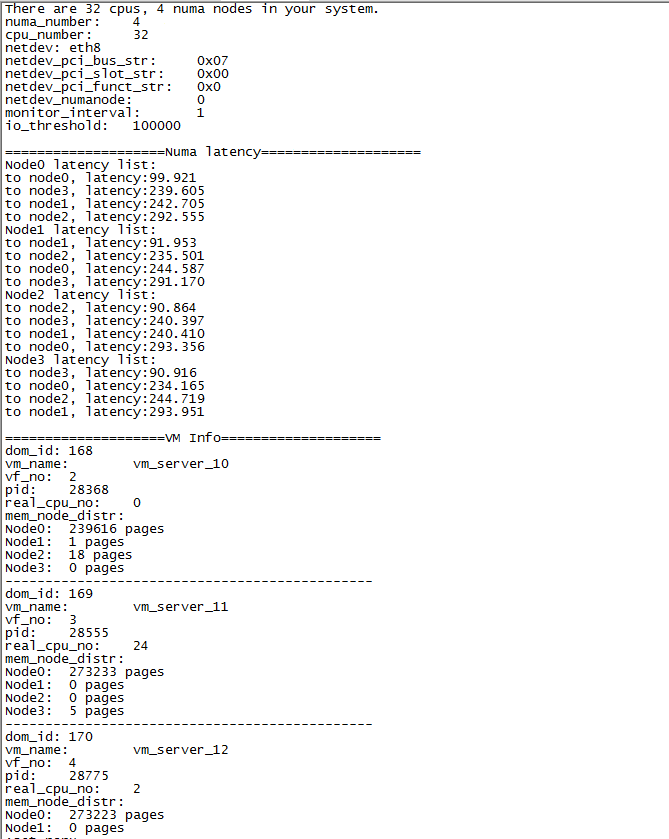 There are 32 cpus, 4 numa nodes in your system.
numa_number: 4
cpu_number: 32
netdev: eth8
netdev_pci_bus_str: 0x07
netdev_pci_slot_str: 0x00
netdev_pci_funct_str: 0x0
netdev_numanode: 0
monitor_interval: 1
io_threshold: 100000
====================Numa latency====================
Node0 latency list:
to node0, latency:99.921
to node3, latency:239.605
to node1, latency:242.705
to node2, latency:292.555
Node1 latency list:
to node1, latency:91.953
to node2, latency:235.501
to node0, latency:244.587
to node3, latency:291.170
Node2 latency list:
to node2, latency:90.864
to node3, latency:240.397
to node1, latency:240.410
to node0, latency:293.356
Node3 latency list:
to node3, latency:90.916
to node0, latency:234.165
to node2, latency:244.719
to node1, latency:293.951
====================VM Info====================
dom_id: 168
vm_name: vm_server_10
vf_no: 2
pid: 28368
real_cpu_no: 0
mem_node_distr:
Node0: 239616 pages
Node1: 1 pages
Node2: 18 pages
Node3: 0 pages
----------------------------------------------
dom_id: 169
vm_name: vm_server_11
vf_no: 3
pid: 28555
real_cpu_no: 24
mem_node_distr:
Node0: 273233 pages
Node1: 0 pages
Node2: 0 pages
Node3: 5 pages
----------------------------------------------
dom_id: 170
vm_name: vm_server_12
vf_no: 4
pid: 28775
real_cpu_no: 2
mem_node_distr:
Node0: 273223 pages
Node1: 0 pages